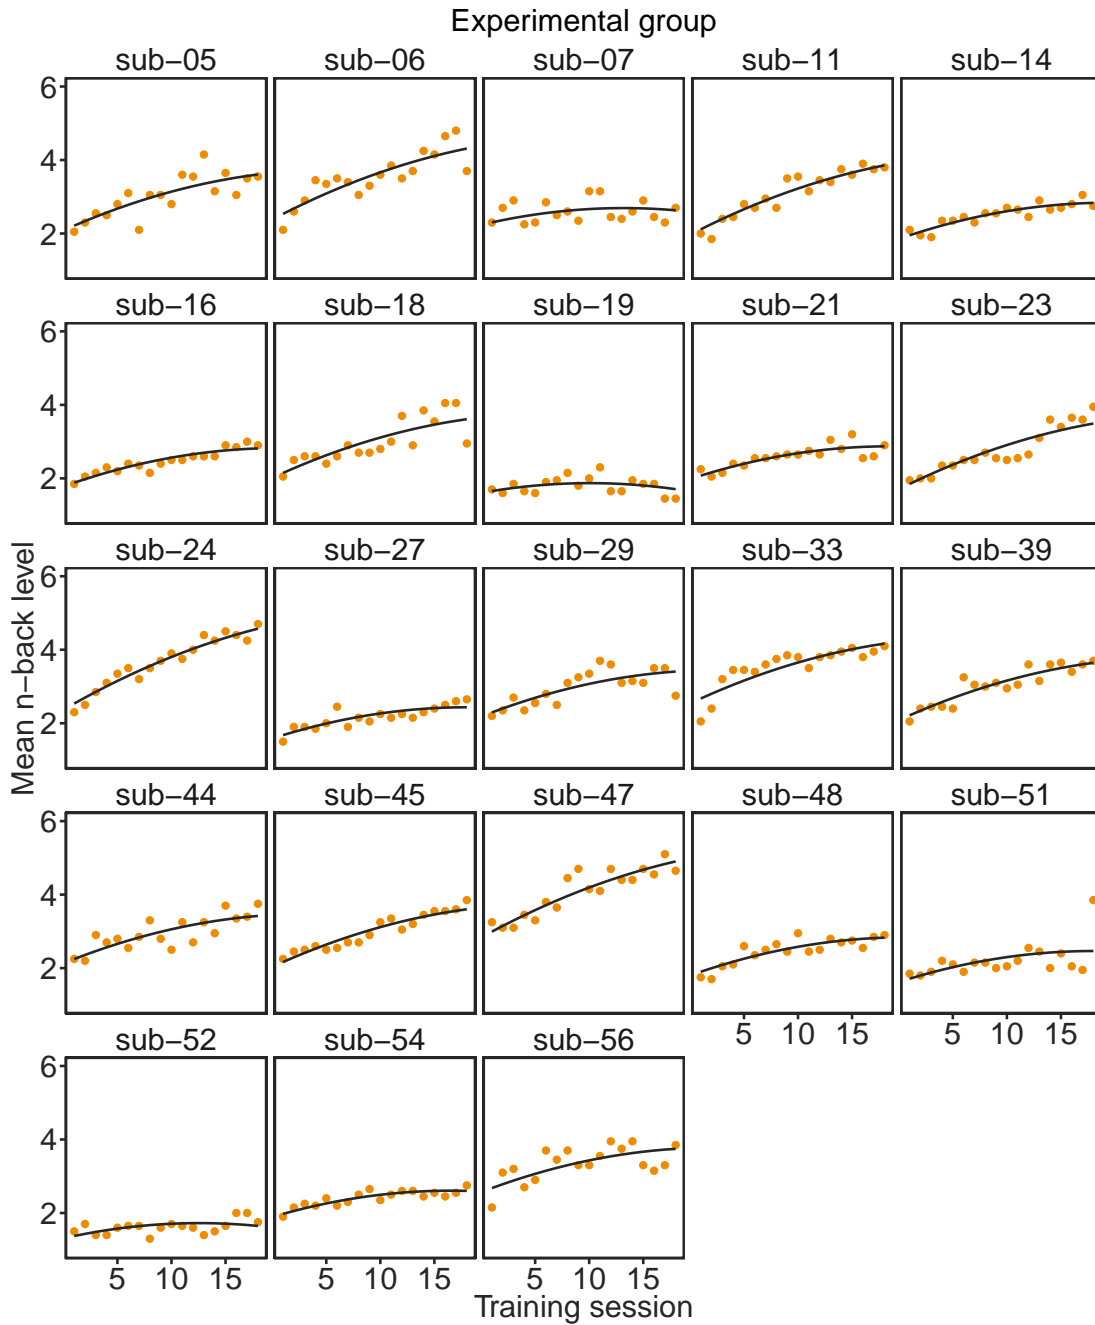 Experimental group
sub−05 sub−06 sub−07 sub−11 sub−14
6
4
2
sub−16 sub−18 sub−19 sub−21 sub−23
6
4
2
sub−24 sub−27 sub−29 sub−33 sub−39
6
4
2
Mean n−back level
sub−44 sub−45 sub−47 sub−48 sub−51
6
4
2
5 10 15 5 10 15
sub−52 sub−54 sub−56
6
4
2
5 10 15 5 10 15 5 10 15
Training session